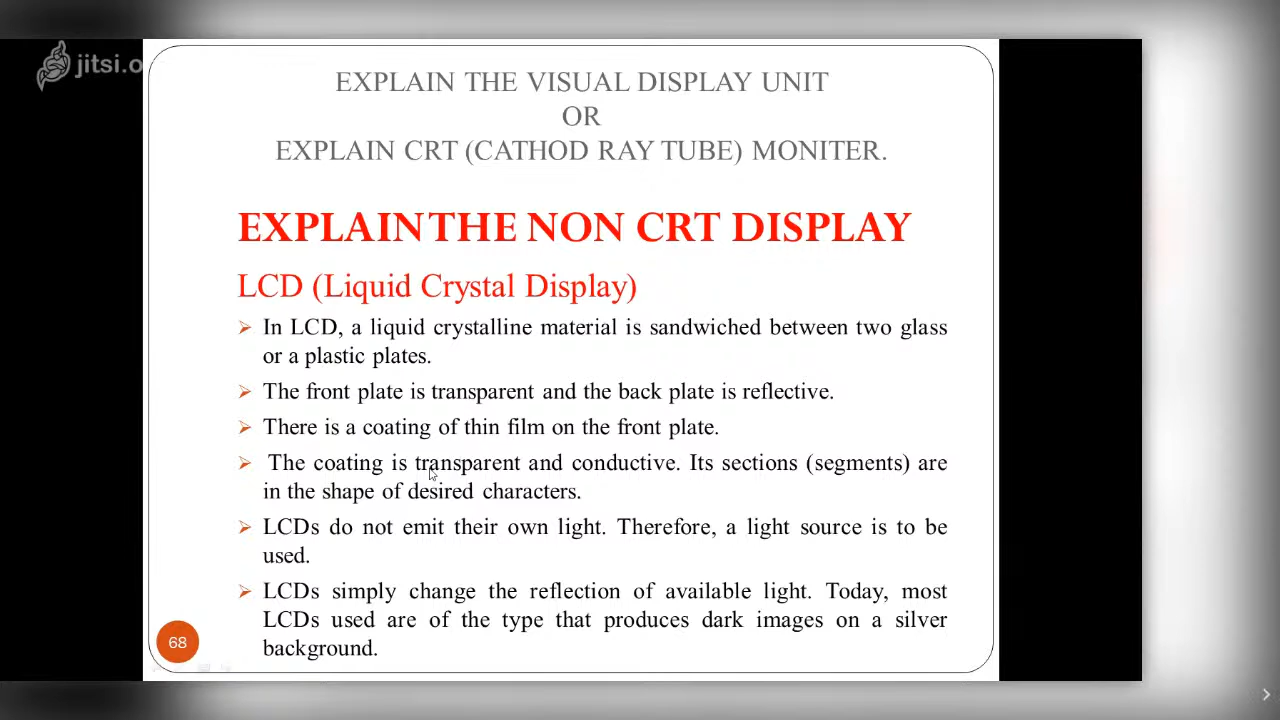 jitsi.o
EXPLAIN THE VISUAL DISPLAY UNIT
OR
EXPLAIN CRT (CATHOD RAY TUBE) MONITER.
EXPLAIN THE NON CRT DISPLAY
LCD (Liquid Crystal Display)
➢ In LCD, a liquid crystalline material is sandwiched between two glass
or a plastic plates.
➢ The front plate is transparent and the back plate is reflective.
➢ There is a coating of thin film on the front plate.
➢ The coating is transparent and conductive. Its sections (segments) are
in the shape of desired characters.
➢ LCDs do not emit their own light. Therefore, a light source is to be
used.
➢ LCDs simply change the reflection of available light. Today, most
LCDs used are of the type that produces dark images on a silver
background.
68